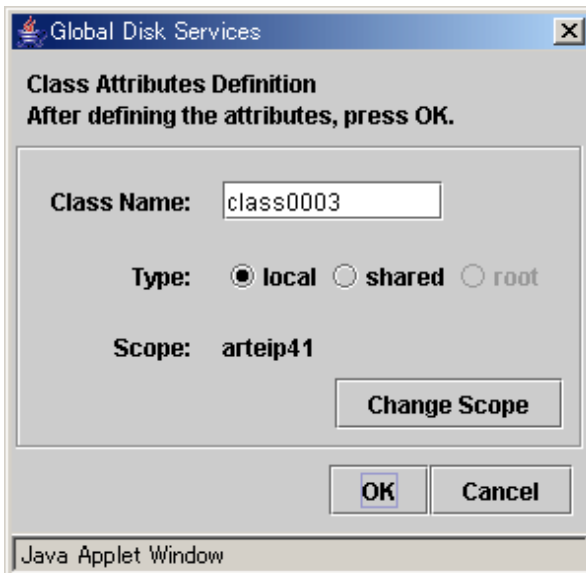 Global Disk Services
Class Attributes Definition
After defining the attributes, press OK.
Class Name: class0003
Type: local shared root
Scope: arteip41
Change Scope
OK Cancel
Java Applet Window